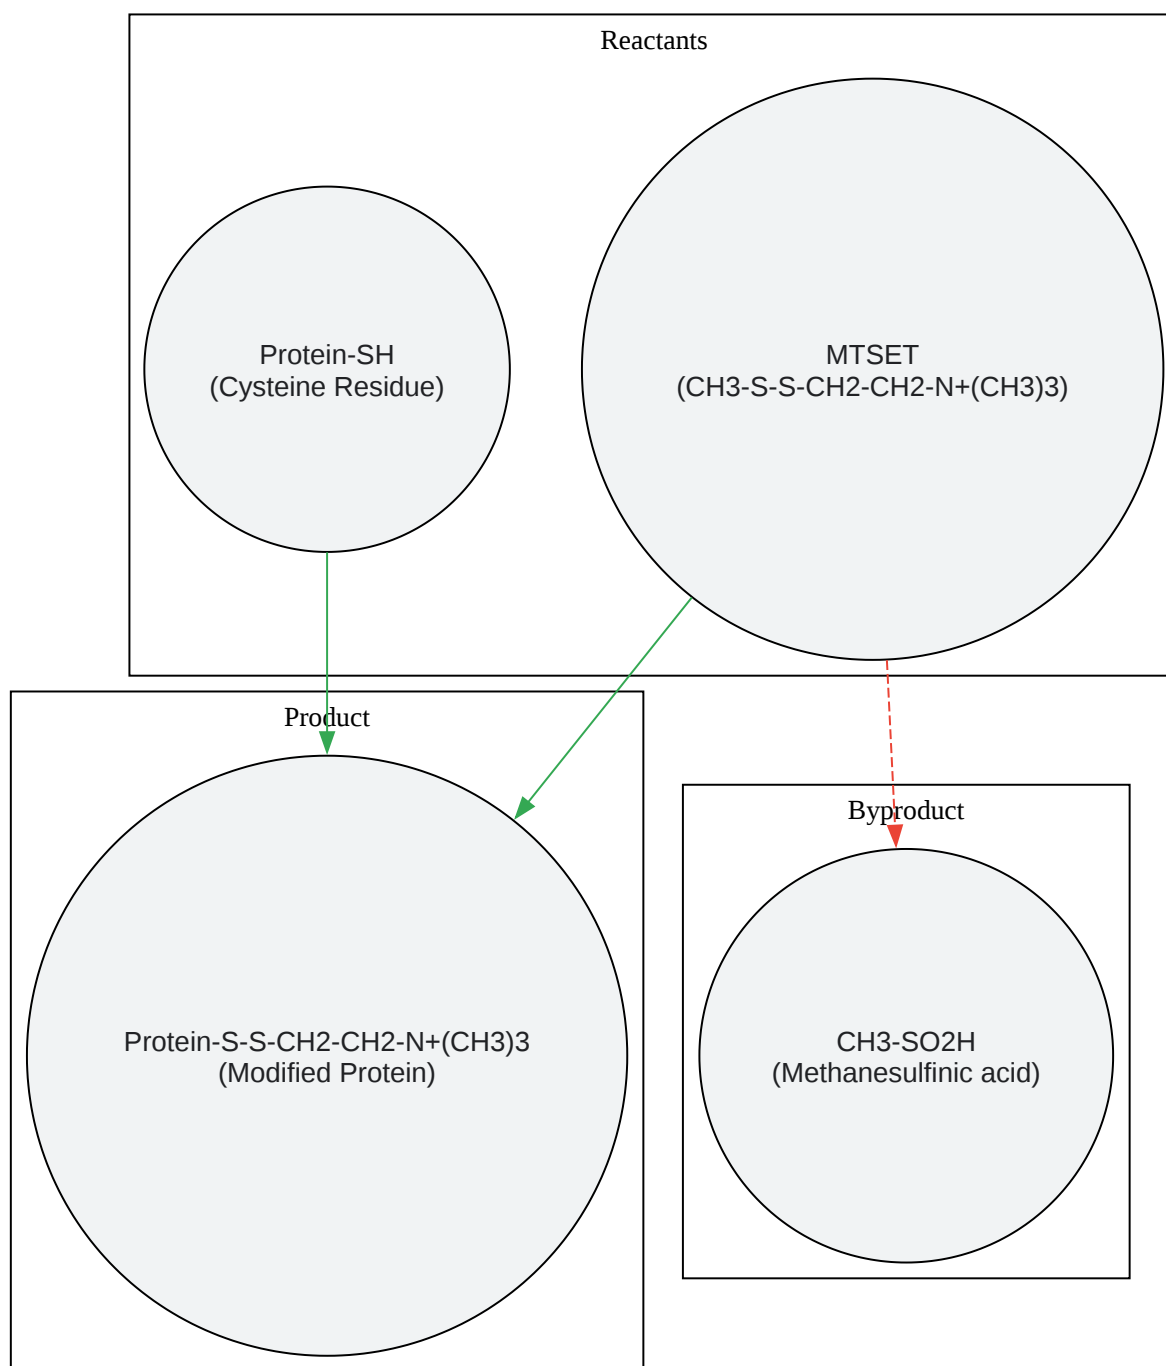 Reactants
Protein-SH
(Cysteine Residue)
MTSET
(CH3-S-S-CH2-CH2-N+(CH3)3)
Product
Protein-S-S-CH2-CH2-N+(CH3)3
(Modified Protein)
Byproduct
CH3-SO2H
(Methanesulfinic acid)